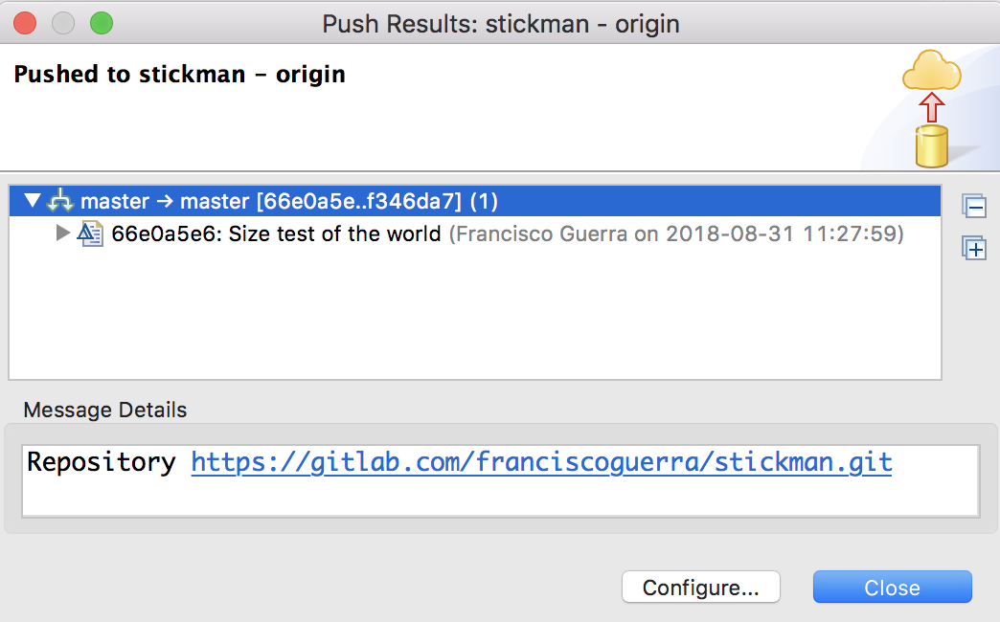 Push Results: stickman - origin
Pushed to stickman - origin
master → master [66e0a5e..f346da7] (1)
66e0a5e6: Size test of the world (Francisco Guerra on 2018-08-31 11:27:59)
Message Details
Repository https://gitlab.com/franciscoguerra/stickman.git
Configure... Close